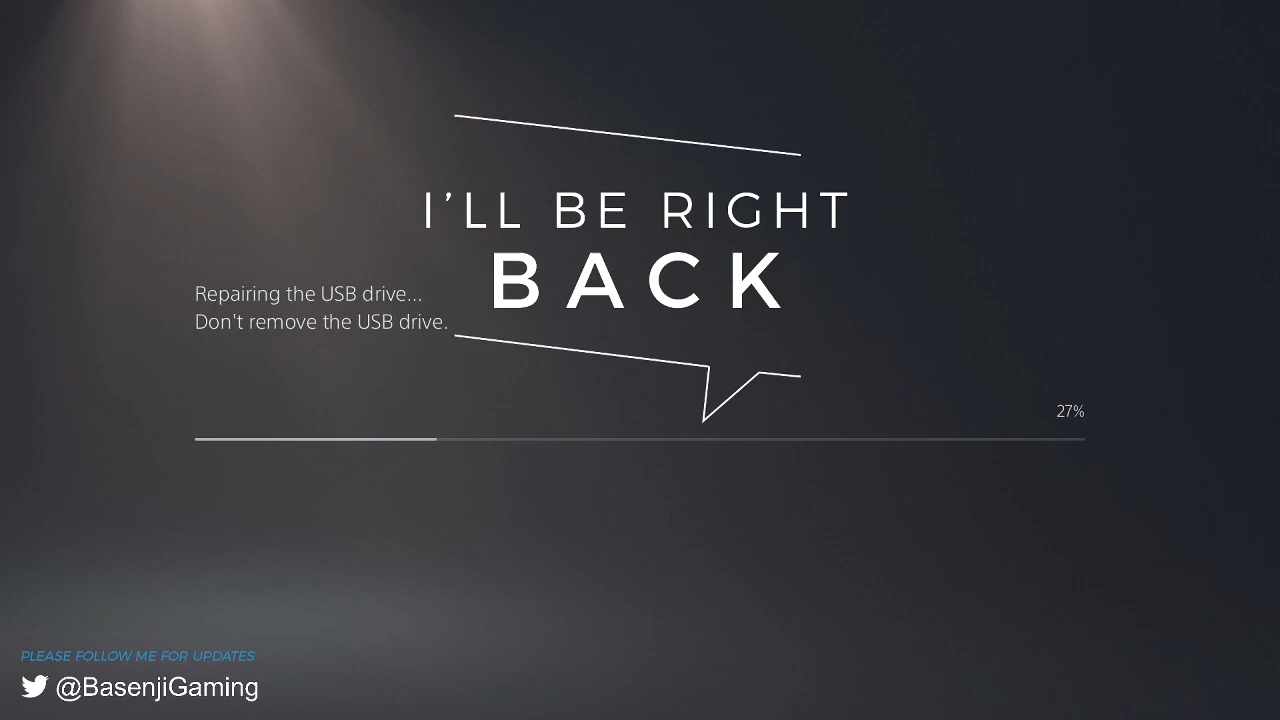 I’LL BE RIGHT
BACK
Repairing the USB drive...
Don't remove the USB drive.
27%
PLEASE FOLLOW ME FOR UPDATES
@BasenjiGaming